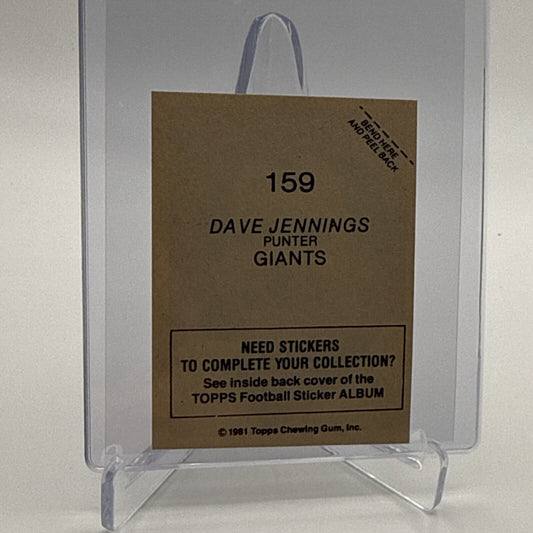 BEND HERE
AND PEEL BACK
159
DAVE JENNINGS
PUNTER
GIANTS
NEED STICKERS
TO COMPLETE YOUR COLLECTION?
See inside back cover of the
TOPPS Football Sticker ALBUM
© 1981 Topps Chewing Gum, Inc.